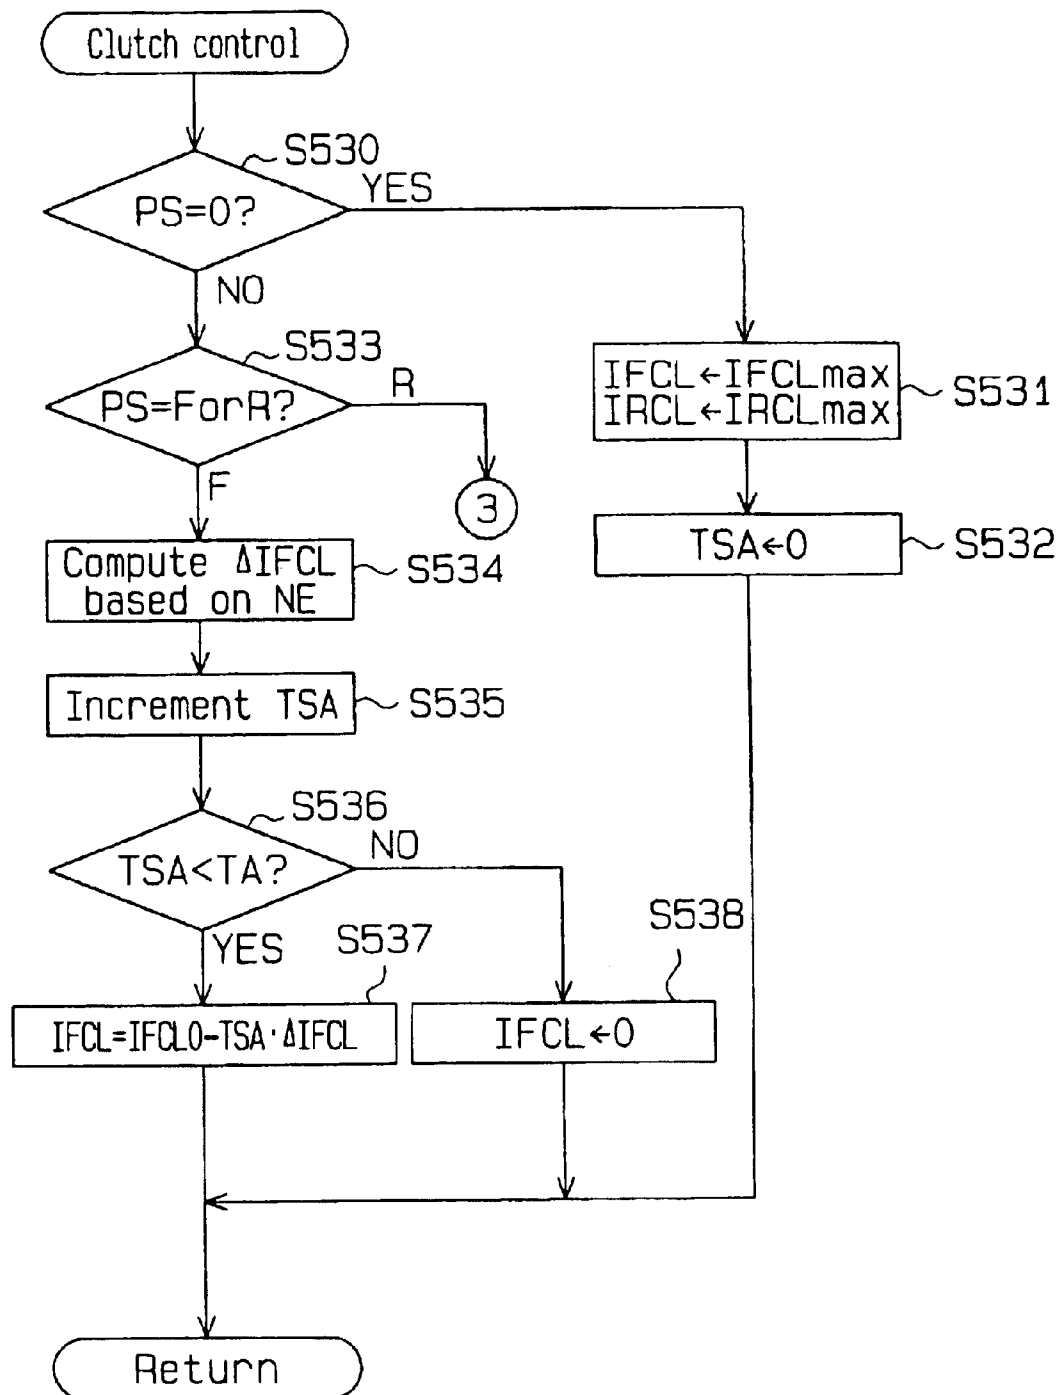 Clutch control
S530
PS=0?
YES
NO
S533
PS=ForR?
R
3
F
IFCL←IFCLmax
IRCL←IRCLmax
S531
TSA←0
S532
Compute ΔIFCL
based on NE
S534
Increment TSA
S535
S536
TSA<TA?
NO
YES
S537
IFCL=IFCL0-TSA·ΔIFCL
S538
IFCL←0
Return